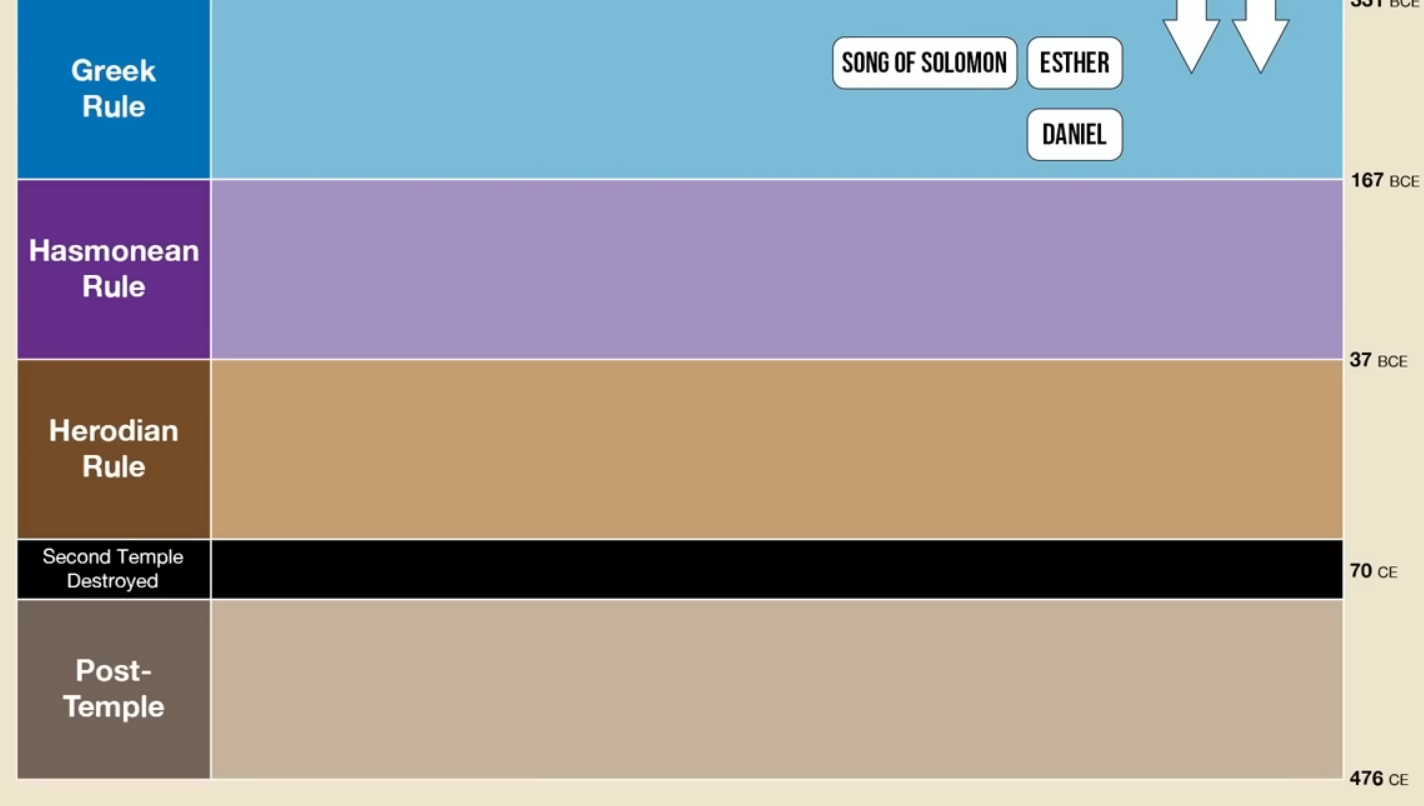 331 BCE
Greek
Rule
SONG OF SOLOMON
ESTHER
DANIEL
167 BCE
Hasmonean
Rule
37 BCE
Herodian
Rule
Second Temple
Destroyed
70 CE
Post-
Temple
476 CE